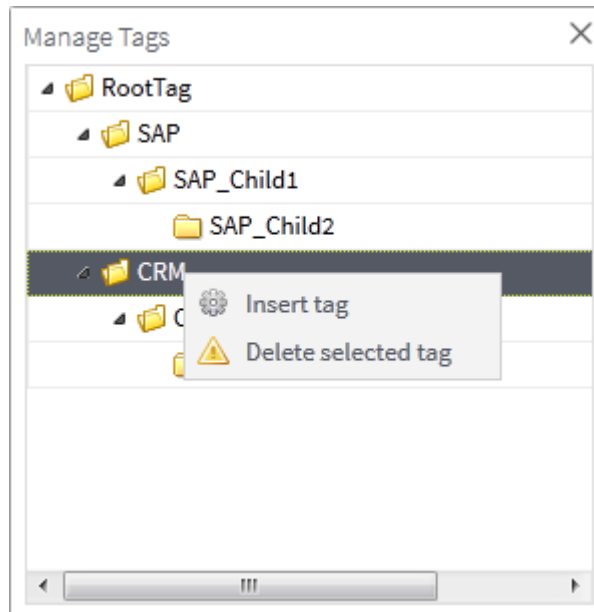 Manage Tags
RootTag
SAP
SAP_Child1
SAP_Child2
CRM
Insert tag
Delete selected tag